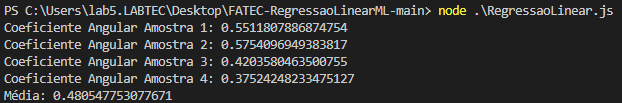 PS C:\Users\lab5.LABTEC\Desktop\FATEC-RegressaoLinearML-main> node .\RegressaoLinear.js
Coeficiente Angular Amostra 1: 0.5511807886874754
Coeficiente Angular Amostra 2: 0.5754096949383817
Coeficiente Angular Amostra 3: 0.4203580463500755
Coeficiente Angular Amostra 4: 0.37524248233475127
Média: 0.480547753077671